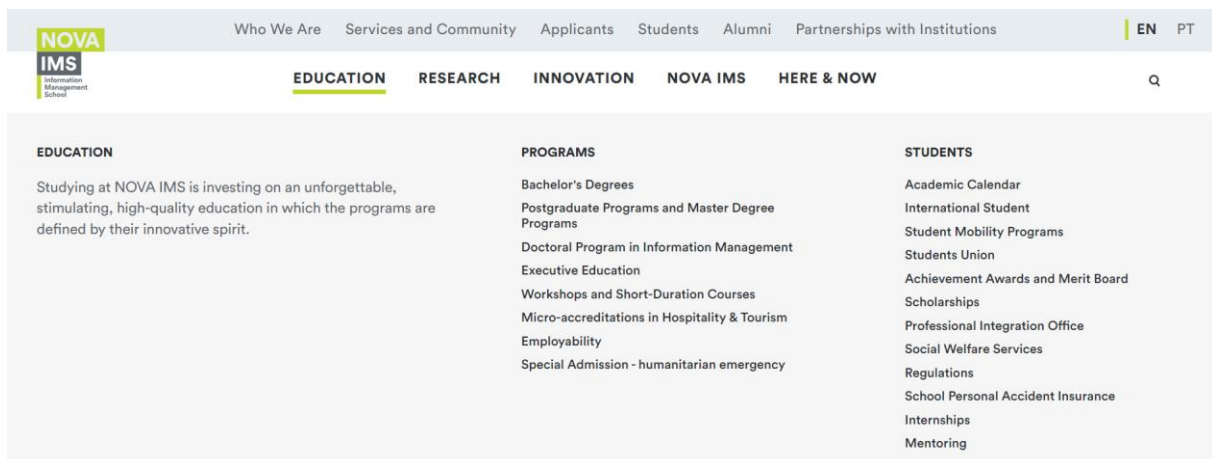 Who We Are Services and Community Applicants Students Alumni Partnerships with Institutions EN PT
NOVA
IMS
Information
Management
School
EDUCATION RESEARCH INNOVATION NOVA IMS HERE & NOW
EDUCATION
Studying at NOVA IMS is investing on an unforgettable,
stimulating, high-quality education in which the programs are
defined by their innovative spirit.
PROGRAMS
Bachelor's Degrees
Postgraduate Programs and Master Degree
Programs
Doctoral Program in Information Management
Executive Education
Workshops and Short-Duration Courses
Micro-accreditations in Hospitality & Tourism
Employability
Special Admission - humanitarian emergency
STUDENTS
Academic Calendar
International Student
Student Mobility Programs
Students Union
Achievement Awards and Merit Board
Scholarships
Professional Integration Office
Social Welfare Services
Regulations
School Personal Accident Insurance
Internships
Mentoring